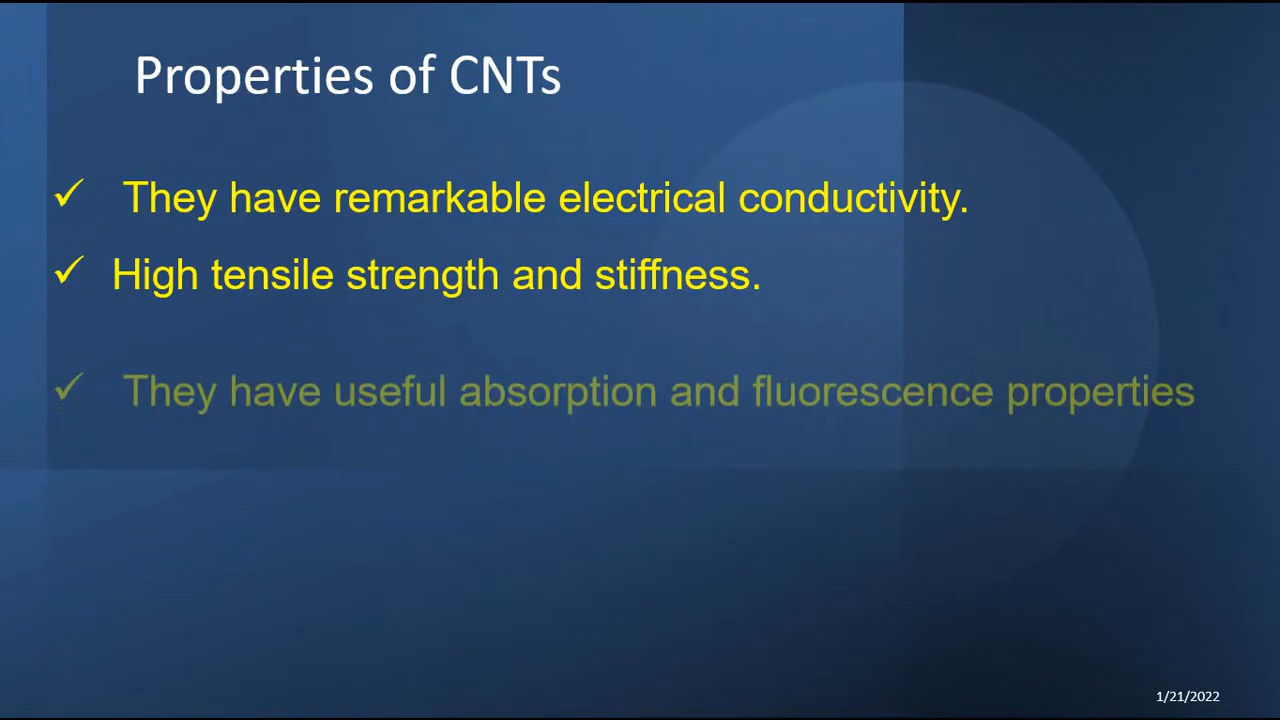 Properties of CNTs
✓ They have remarkable electrical conductivity.
✓ High tensile strength and stiffness.
✓ They have useful absorption and fluorescence properties
1/21/2022